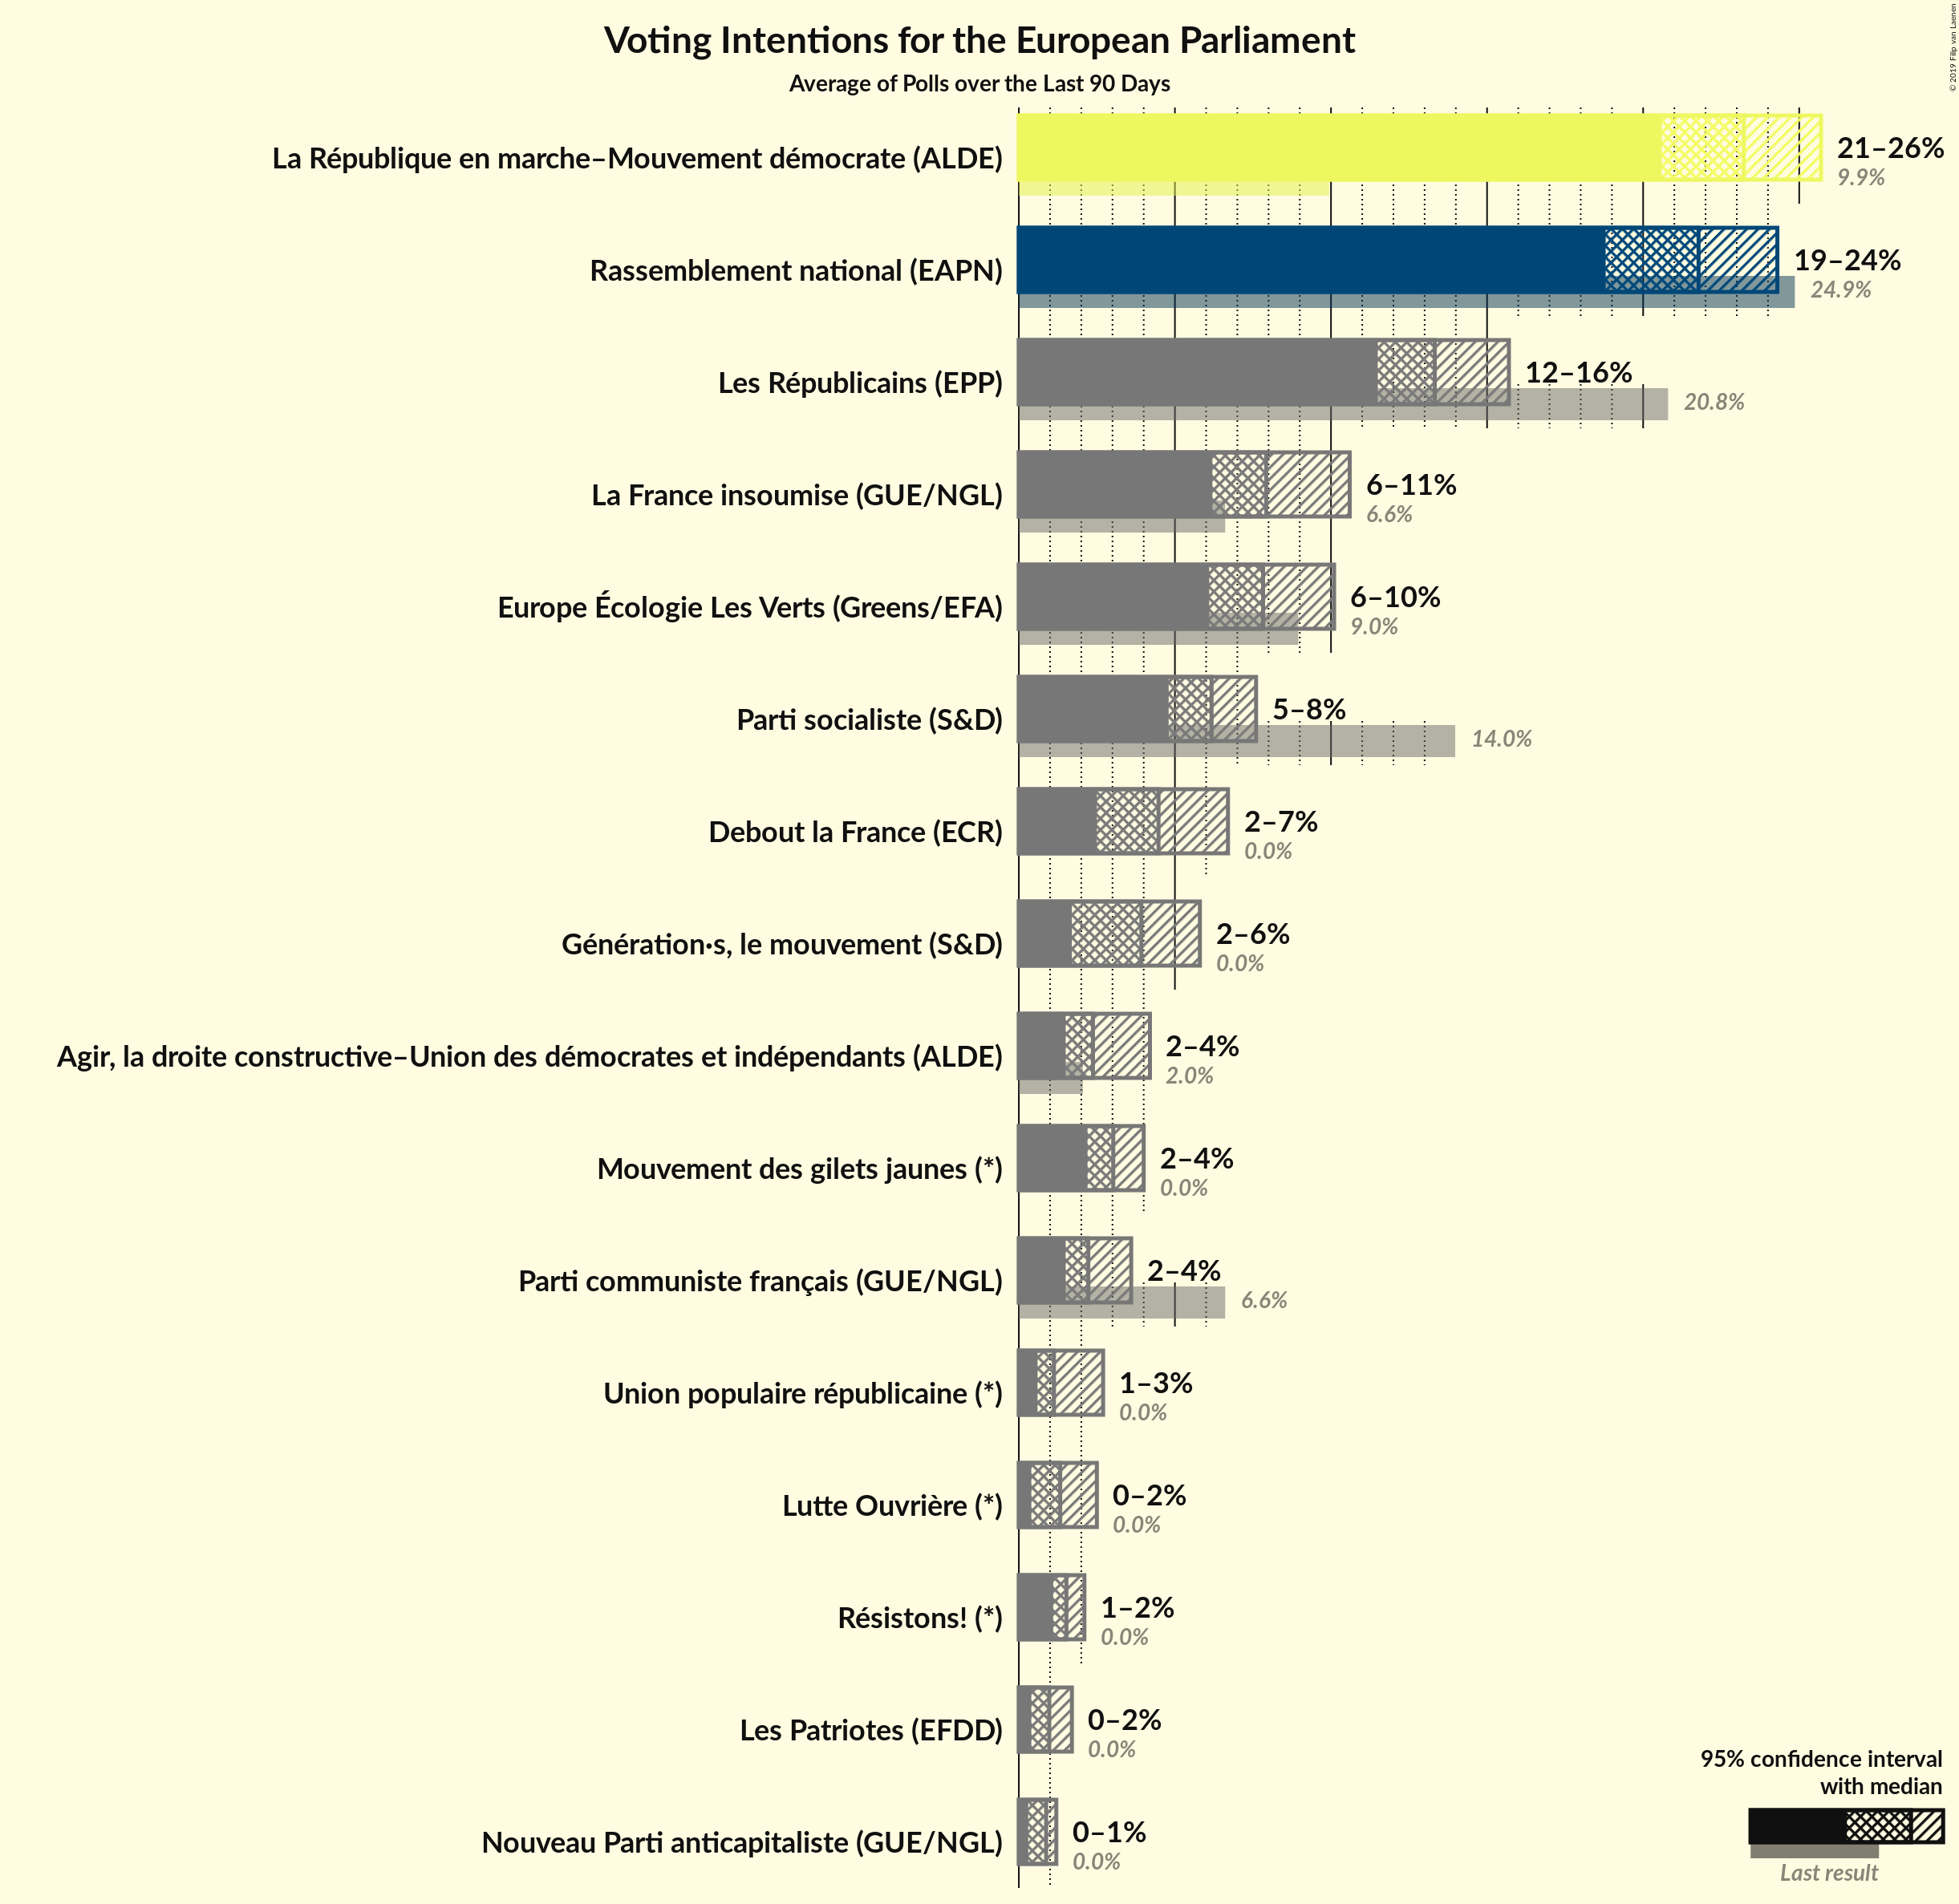 Voting Intentions for the European Parliament
Average of Polls over the Last 90 Days
© 2019 Filip van Laenen
La République en marche–Mouvement démocrate (ALDE)
21–26%
9.9%
Rassemblement national (EAPN)
19–24%
24.9%
Les Républicains (EPP)
12–16%
20.8%
La France insoumise (GUE/NGL)
6–11%
6.6%
Europe Écologie Les Verts (Greens/EFA)
6–10%
9.0%
Parti socialiste (S&D)
5–8%
14.0%
Debout la France (ECR)
2–7%
0.0%
Génération·s, le mouvement (S&D)
2–6%
0.0%
Agir, la droite constructive–Union des démocrates et indépendants (ALDE)
2–4%
2.0%
Mouvement des gilets jaunes (*)
2–4%
0.0%
Parti communiste français (GUE/NGL)
2–4%
6.6%
Union populaire républicaine (*)
1–3%
0.0%
Lutte Ouvrière (*)
0–2%
0.0%
Résistons! (*)
1–2%
0.0%
Les Patriotes (EFDD)
0–2%
0.0%
Nouveau Parti anticapitaliste (GUE/NGL)
0–1%
0.0%
95% confidence interval
with median
Last result